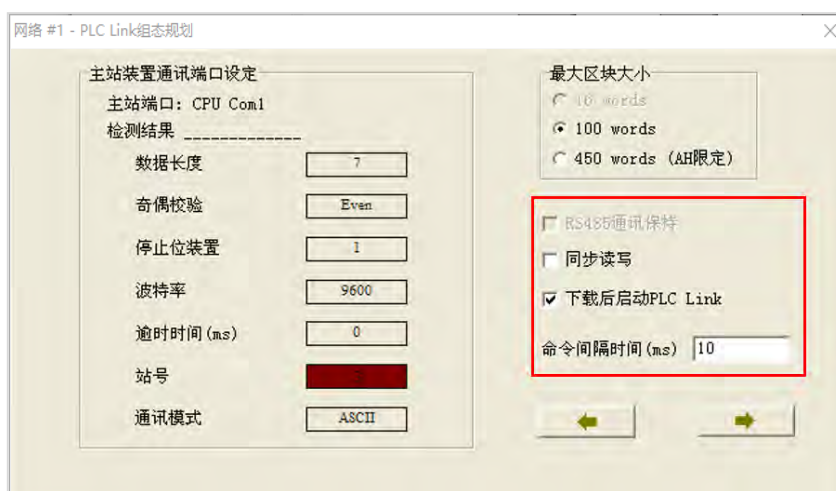 网络 #1 - PLC Link组态规划
主站装置通讯端口设定
主站端口: CPU Com1
检测结果 ____________
数据长度 7
奇偶校验 Even
停止位装置 1
波特率 9600
逾时时间(ms) 0
站号
通讯模式 ASCII
最大区块大小
16 words
100 words
450 words (AH限定)
RS485通讯保持
同步读写
下载后启动PLC Link
命令间隔时间(ms) 10